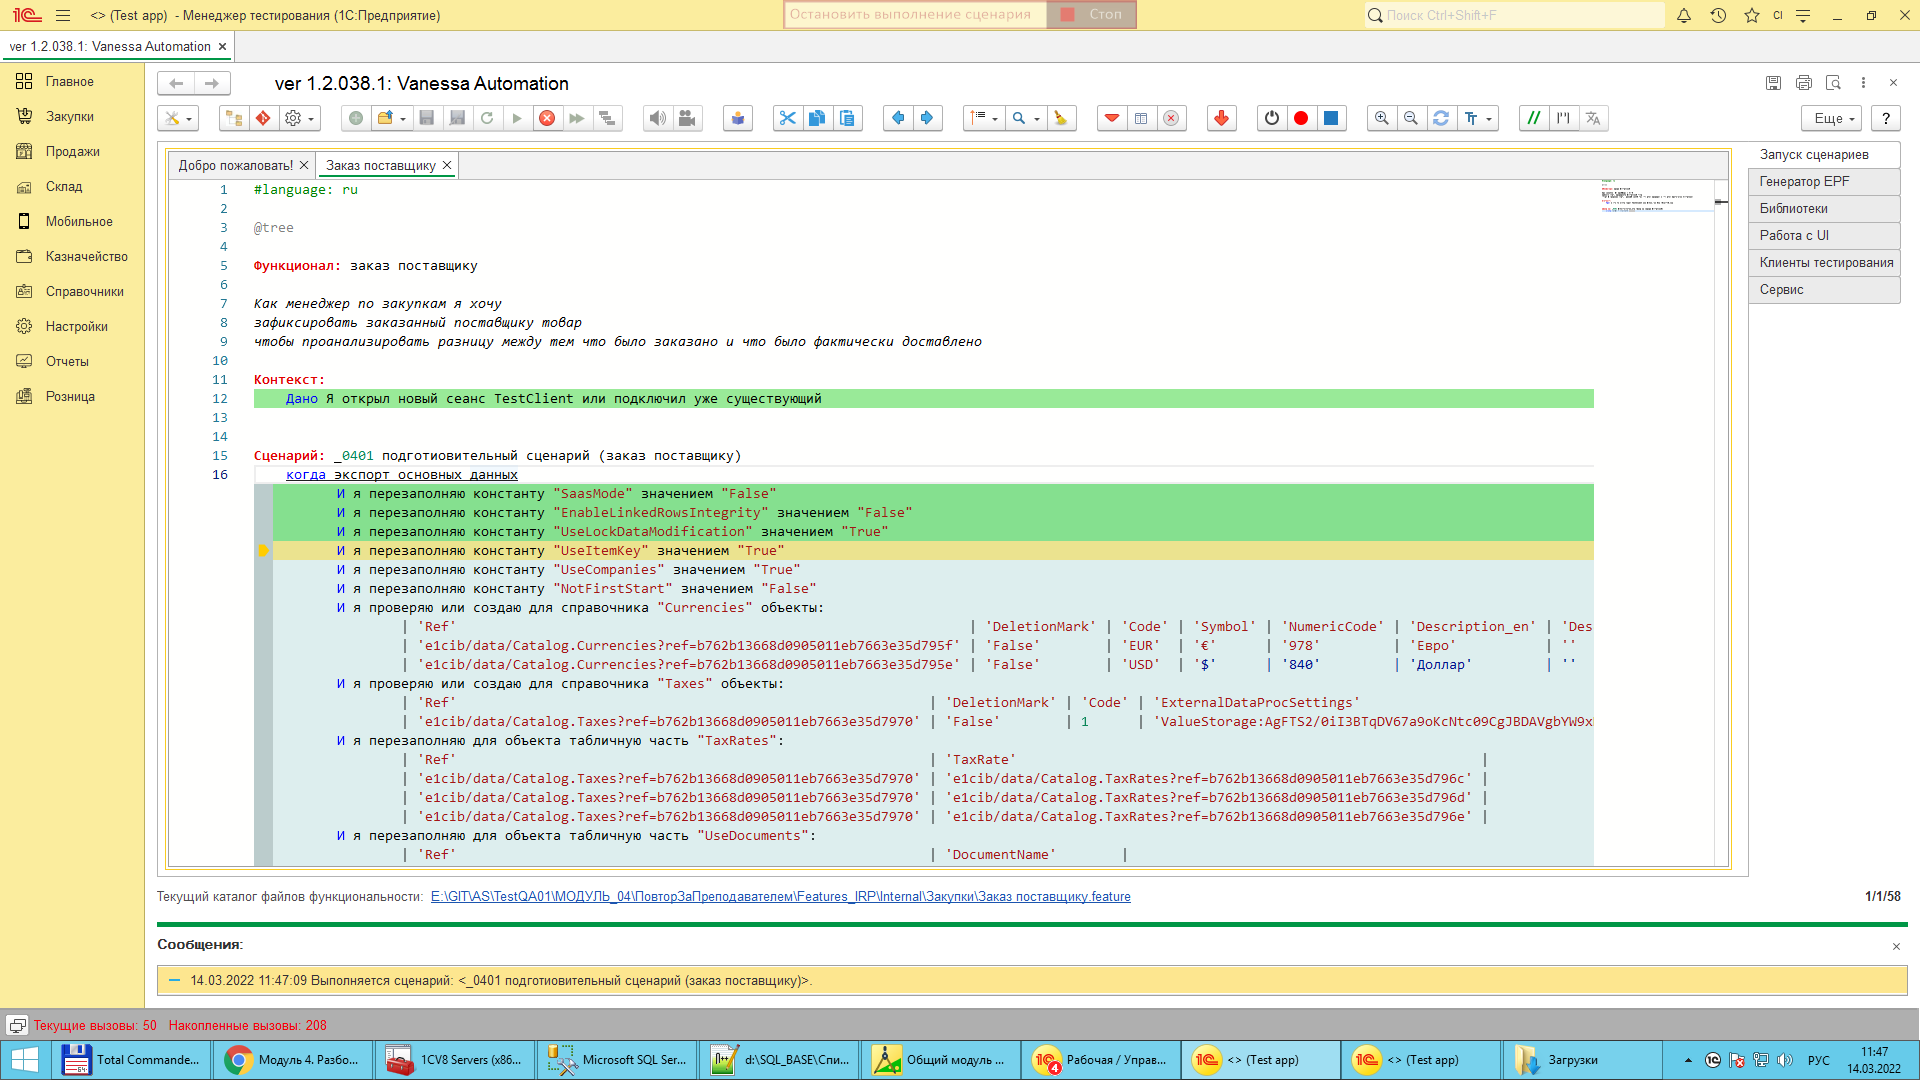 <> (Test app) - Менеджер тестирования (1С:Предприятие)
Остановить выполнение сценария Стоп
Поиск Ctrl+Shift+F
CI
ver 1.2.038.1: Vanessa Automation
Главное
Закупки
Продажи
Склад
Мобильное
Казначейство
Справочники
Настройки
Отчеты
Розница
ver 1.2.038.1: Vanessa Automation
Еще
?
Добро пожаловать!
Заказ поставщику
Запуск сценариев
Генератор EPF
Библиотеки
Работа с UI
Клиенты тестирования
Сервис
1 #language: ru
2
3 @tree
4
5 Функционал: заказ поставщику
6
7 Как менеджер по закупкам я хочу
8 зафиксировать заказанный поставщику товар
9 чтобы проанализировать разницу между тем что было заказано и что было фактически доставлено
10
11 Контекст:
12 Дано Я открыл новый сеанс TestClient или подключил уже существующий
13
14
15 Сценарий: _0401 подготиовительный сценарий (заказ поставщику)
16 когда экспорт основных данных
И я перезаполняю константу "SaasMode" значением "False"
И я перезаполняю константу "EnableLinkedRowsIntegrity" значением "False"
И я перезаполняю константу "UseLockDataModification" значением "True"
И я перезаполняю константу "UseItemKey" значением "True"
И я перезаполняю константу "UseCompanies" значением "True"
И я перезаполняю константу "NotFirstStart" значением "False"
И я проверяю или создаю для справочника "Currencies" объекты:
| 'Ref' | 'DeletionMark' | 'Code' | 'Symbol' | 'NumericCode' | 'Description_en' | 'Des
| 'e1cib/data/Catalog.Currencies?ref=b762b13668d0905011eb7663e35d795f' | 'False' | 'EUR' | '€' | '978' | 'Евро' | ''
| 'e1cib/data/Catalog.Currencies?ref=b762b13668d0905011eb7663e35d795e' | 'False' | 'USD' | '$' | '840' | 'Доллар' | ''
И я проверяю или создаю для справочника "Taxes" объекты:
| 'Ref' | 'DeletionMark' | 'Code' | 'ExternalDataProcSettings'
| 'e1cib/data/Catalog.Taxes?ref=b762b13668d0905011eb7663e35d7970' | 'False' | 1 | 'ValueStorage:AgFTS2/0iI3BTqDV67a9oKcNtc09CgJBDAVgbYW9x
И я перезаполняю для объекта табличную часть "TaxRates":
| 'Ref' | 'TaxRate' |
| 'e1cib/data/Catalog.Taxes?ref=b762b13668d0905011eb7663e35d7970' | 'e1cib/data/Catalog.TaxRates?ref=b762b13668d0905011eb7663e35d796c' |
| 'e1cib/data/Catalog.Taxes?ref=b762b13668d0905011eb7663e35d7970' | 'e1cib/data/Catalog.TaxRates?ref=b762b13668d0905011eb7663e35d796d' |
| 'e1cib/data/Catalog.Taxes?ref=b762b13668d0905011eb7663e35d7970' | 'e1cib/data/Catalog.TaxRates?ref=b762b13668d0905011eb7663e35d796e' |
И я перезаполняю для объекта табличную часть "UseDocuments":
| 'Ref' | 'DocumentName' |
Текущий каталог файлов функциональности: E:\GIT\AS\TestQA01\МОДУЛЬ_04\ПовторЗаПреподавателем\Features_IRP\Internal\Закупки\Заказ поставщику.feature
1/1/58
Сообщения:
14.03.2022 11:47:09 Выполняется сценарий: <_0401 подготиовительный сценарий (заказ поставщику)>.
Текущие вызовы: 50 Накопленные вызовы: 208
Total Commande...
Модуль 4. Разбо...
1CV8 Servers (x86...
Microsoft SQL Ser...
d:\SQL_BASE\Спи...
Общий модуль ...
Рабочая / Управ...
<> (Test app)
<> (Test app)
Загрузки
РУС
11:47
14.03.2022